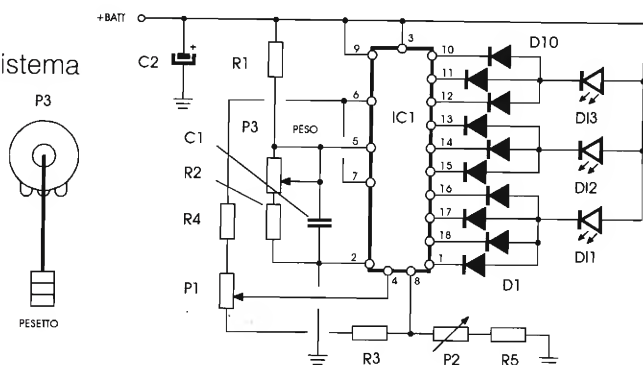 istema
P3
PESETTO
+BATT
C2
R1
P3
PESO
C1
R2
R4
P1
IC1
3
9
6
5
7
2
4
8
10
11
12
13
14
15
16
17
18
1
D10
DI3
DI2
DI1
D1
R3
P2
R5